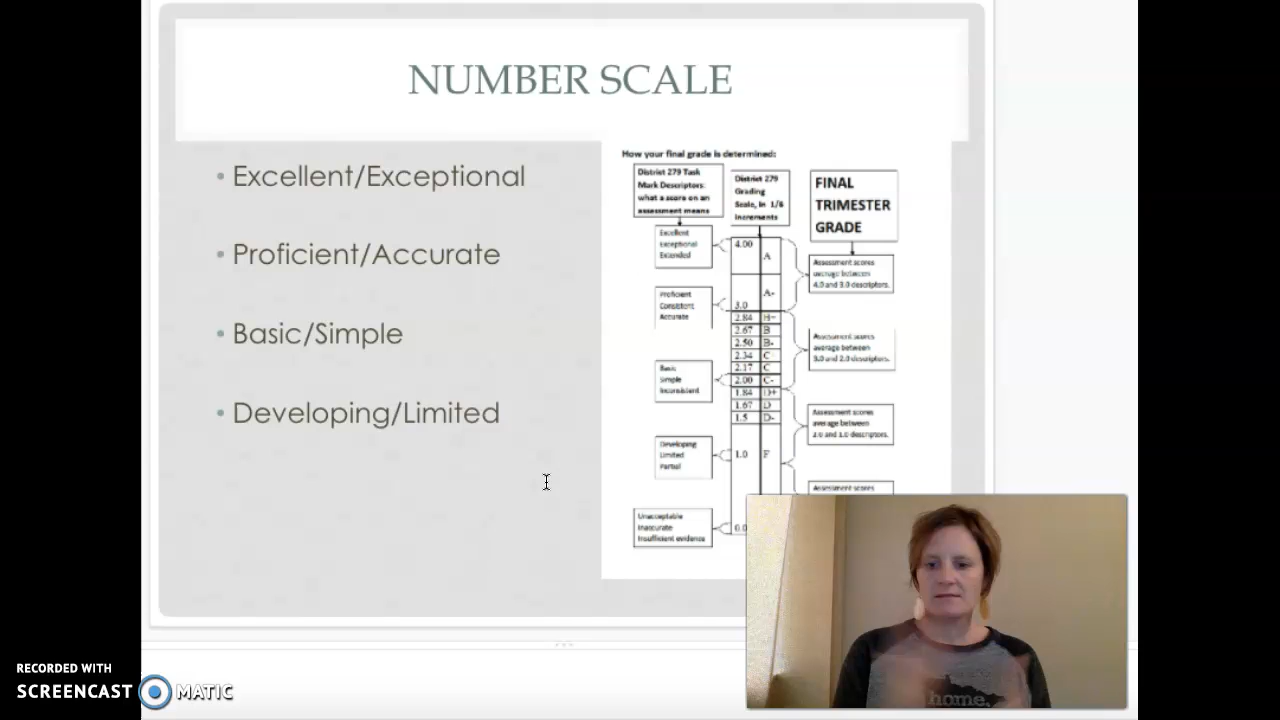 NUMBER SCALE
• Excellent/Exceptional
• Proficient/Accurate
• Basic/Simple
• Developing/Limited
How your final grade is determined:
District 279 Task
Mark Descriptors:
what a score on an
assessment means
District 279
Grading
Scale, in 1/6
increments
FINAL
TRIMESTER
GRADE
Excellent
Exceptional
Extended
Proficient
Consistent
Accurate
Basic
Simple
Inconsistent
Developing
Limited
Partial
Unacceptable
Inaccurate
Insufficient evidence
4.00 A
A-
3.0
2.84 B+
2.67 B
2.50 B-
2.34 C
2.17 C
2.00 C-
1.84 D+
1.67 D
1.5 D-
1.0 F
0.0
Assessment scores
average between
4.0 and 3.0 descriptors.
Assessment scores
average between
3.0 and 2.0 descriptors.
Assessment scores
average between
2.0 and 1.0 descriptors.
Assessment scores
home.
RECORDED WITH
SCREENCAST MATIC